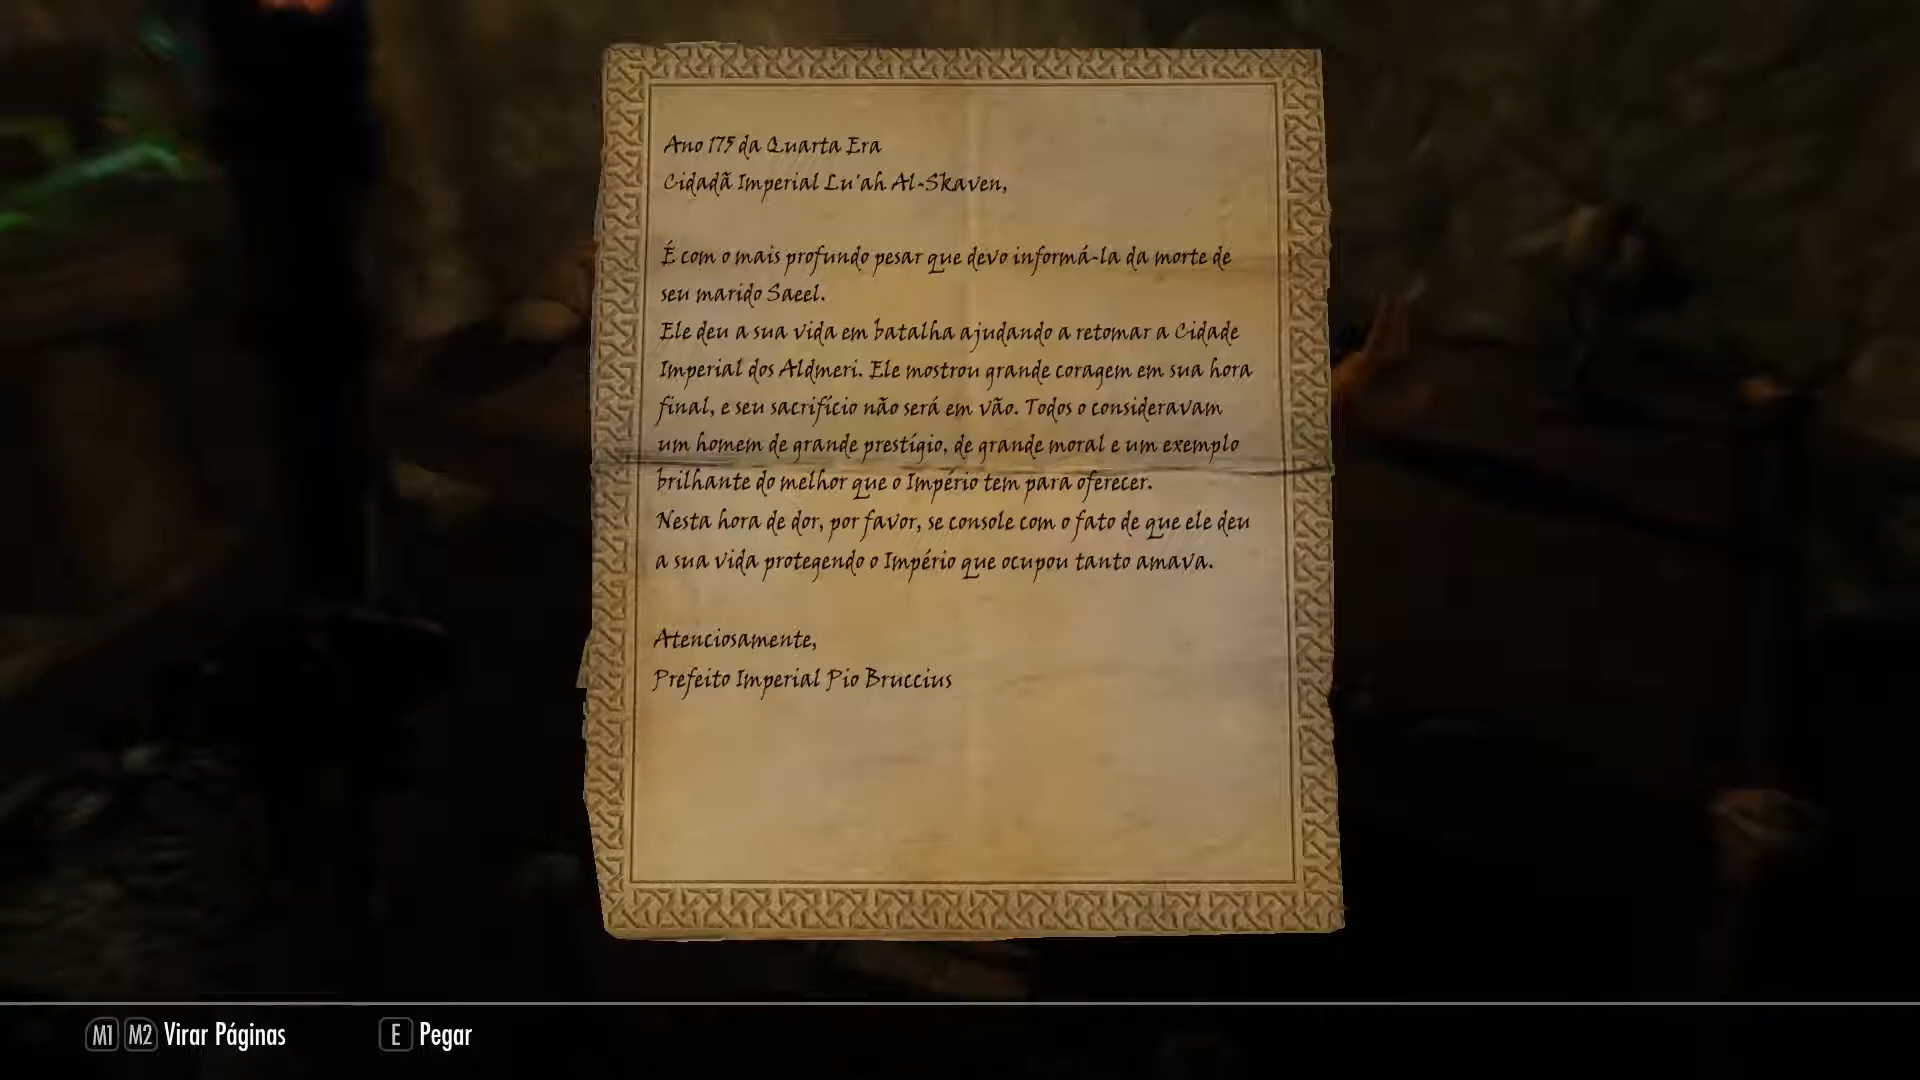 Ano 175 da Quarta Era
Cidadã Imperial Lu'ah Al-Skaven,
É com o mais profundo pesar que devo informá-la da morte de
seu marido Saeel.
Ele deu a sua vida em batalha ajudando a retomar a Cidade
Imperial dos Aldmeri. Ele mostrou grande coragem em sua hora
final, e seu sacrifício não será em vão. Todos o consideravam
um homem de grande prestígio, de grande moral e um exemplo
brilhante do melhor que o Império tem para oferecer.
Nesta hora de dor, por favor, se console com o fato de que ele deu
a sua vida protegendo o Império que ocupou tanto amava.
Atenciosamente,
Prefeito Imperial Pio Bruccius
M1 M2 Virar Páginas
E Pegar